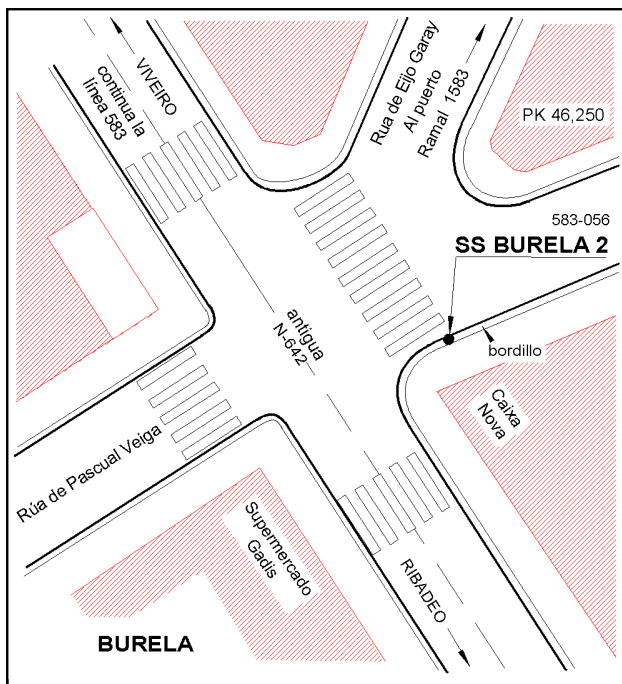 VIVEIRO
continua la
línea 583
Rua de Eijo Garay
Al puerto
Ramal 1583
PK 46,250
583-056
SS BURELA 2
bordillo
antigua
N-642
Caixa
Nova
Rúa de Pascual Veiga
Supermercado
Gadis
RIBADEO
BURELA